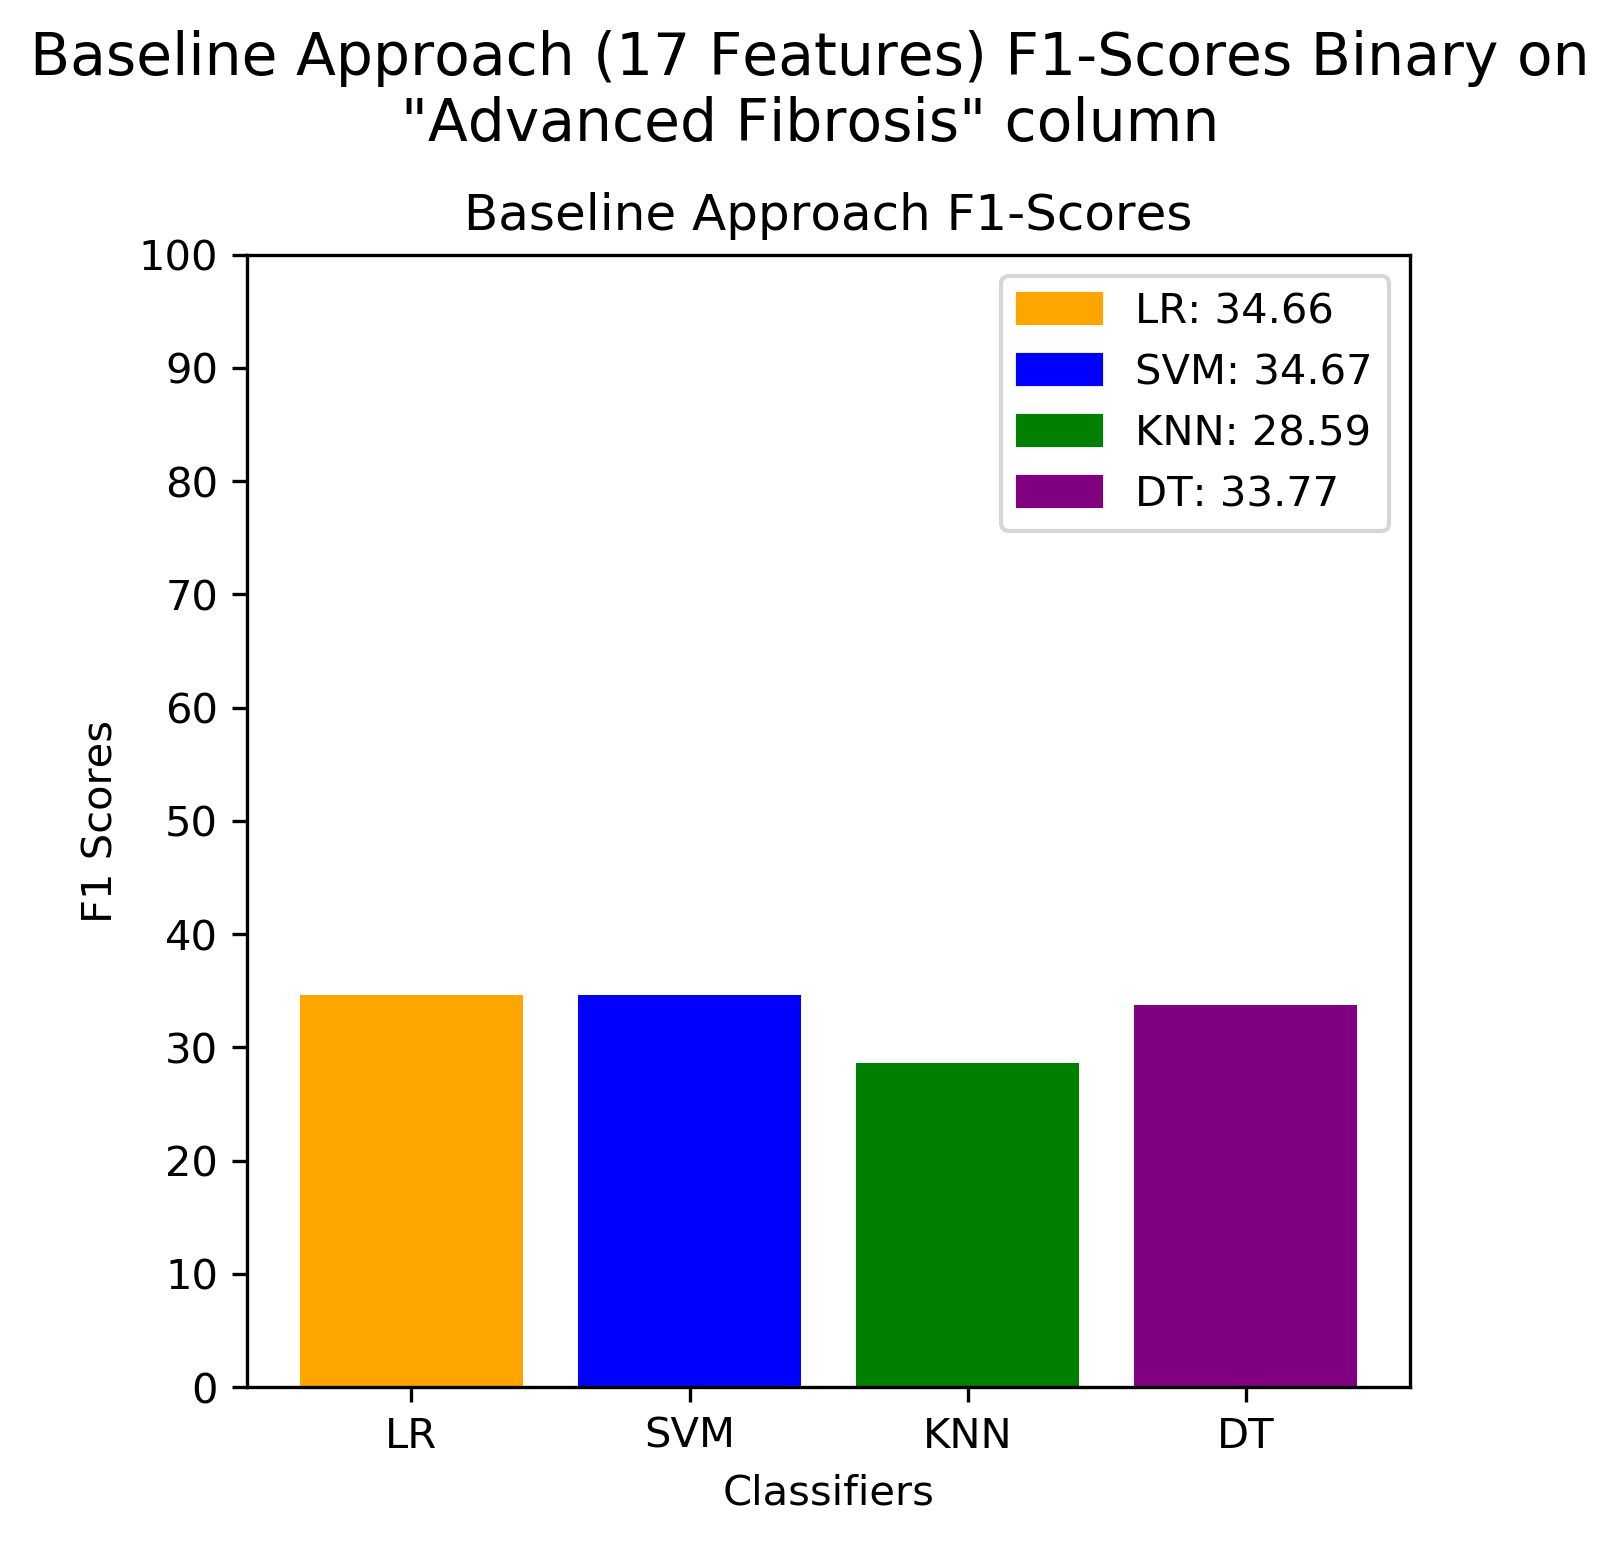 Baseline Approach (17 Features) F1-Scores Binary on
"Advanced Fibrosis" column
Baseline Approach F1-Scores
100
90
80
70
60
50
40
30
20
10
0
F1 Scores
LR: 34.66
SVM: 34.67
KNN: 28.59
DT: 33.77
LR SVM KNN DT
Classifiers